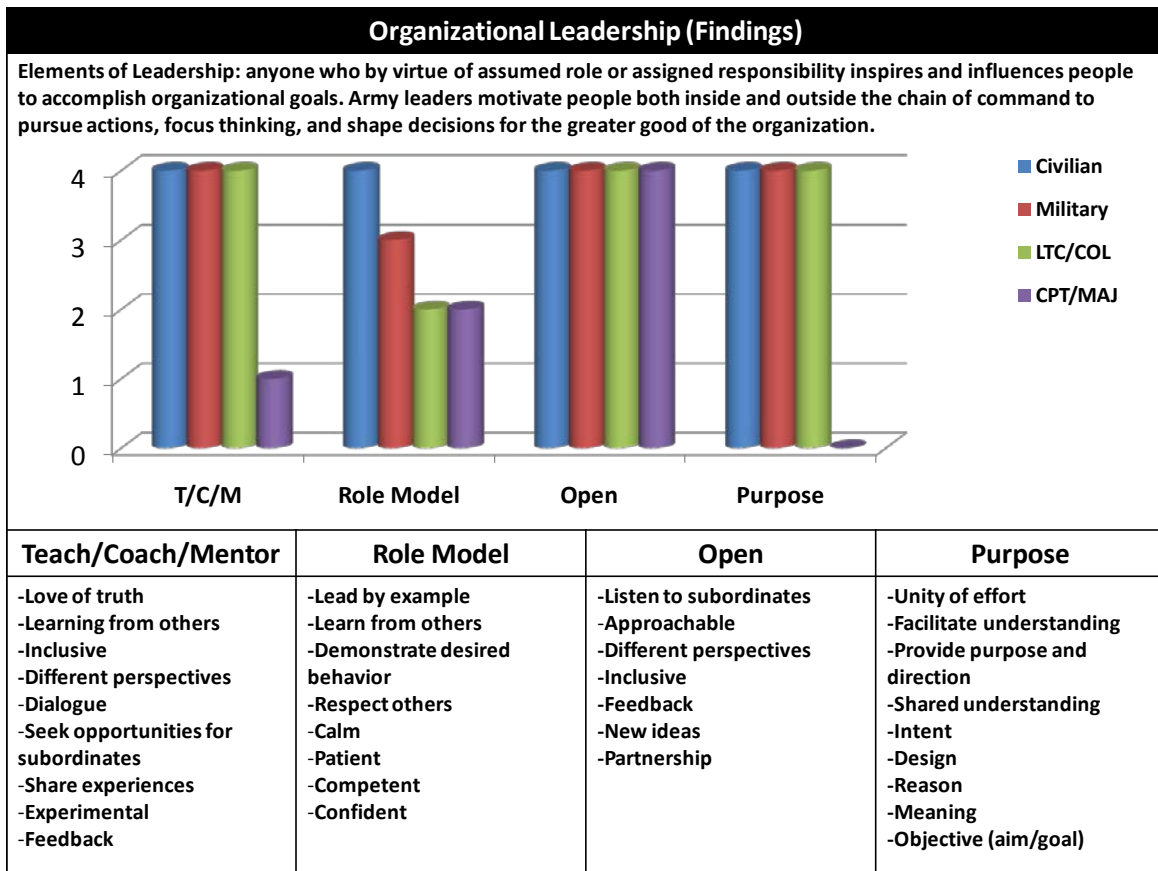 Organizational Leadership (Findings)
Elements of Leadership: anyone who by virtue of assumed role or assigned responsibility inspires and influences people
to accomplish organizational goals. Army leaders motivate people both inside and outside the chain of command to
pursue actions, focus thinking, and shape decisions for the greater good of the organization.
4
3
2
1
0
T/C/M
Role Model
Open
Purpose
Civilian
Military
LTC/COL
CPT/MAJ
Teach/Coach/Mentor
-Love of truth
-Learning from others
-Inclusive
-Different perspectives
-Dialogue
-Seek opportunities for
subordinates
-Share experiences
-Experimental
-Feedback
Role Model
-Lead by example
-Learn from others
-Demonstrate desired
behavior
-Respect others
-Calm
-Patient
-Competent
-Confident
Open
-Listen to subordinates
-Approachable
-Different perspectives
-Inclusive
-Feedback
-New ideas
-Partnership
Purpose
-Unity of effort
-Facilitate understanding
-Provide purpose and
direction
-Shared understanding
-Intent
-Design
-Reason
-Meaning
-Objective (aim/goal)